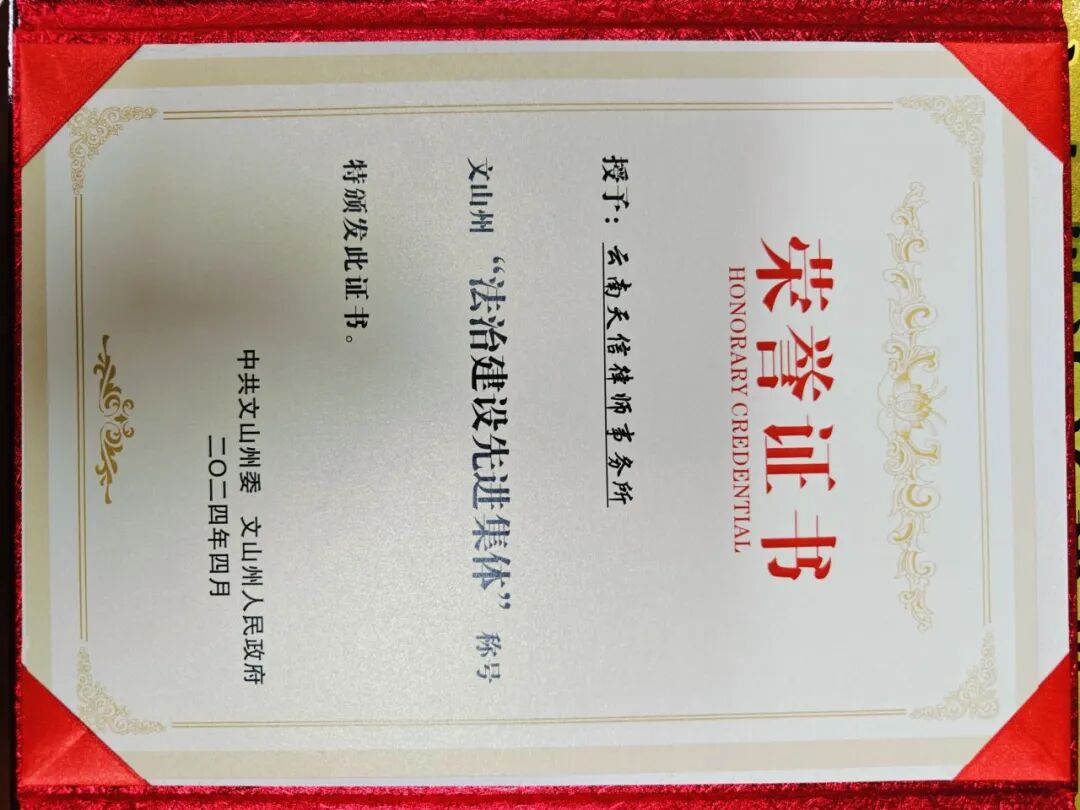 荣誉证书
HONORARY CREDENTIAL
授予：云南天信律师事务所
文山州“法治建设先进集体”称号
特颁发此证书。
中共文山州委 文山州人民政府
二〇二四年四月